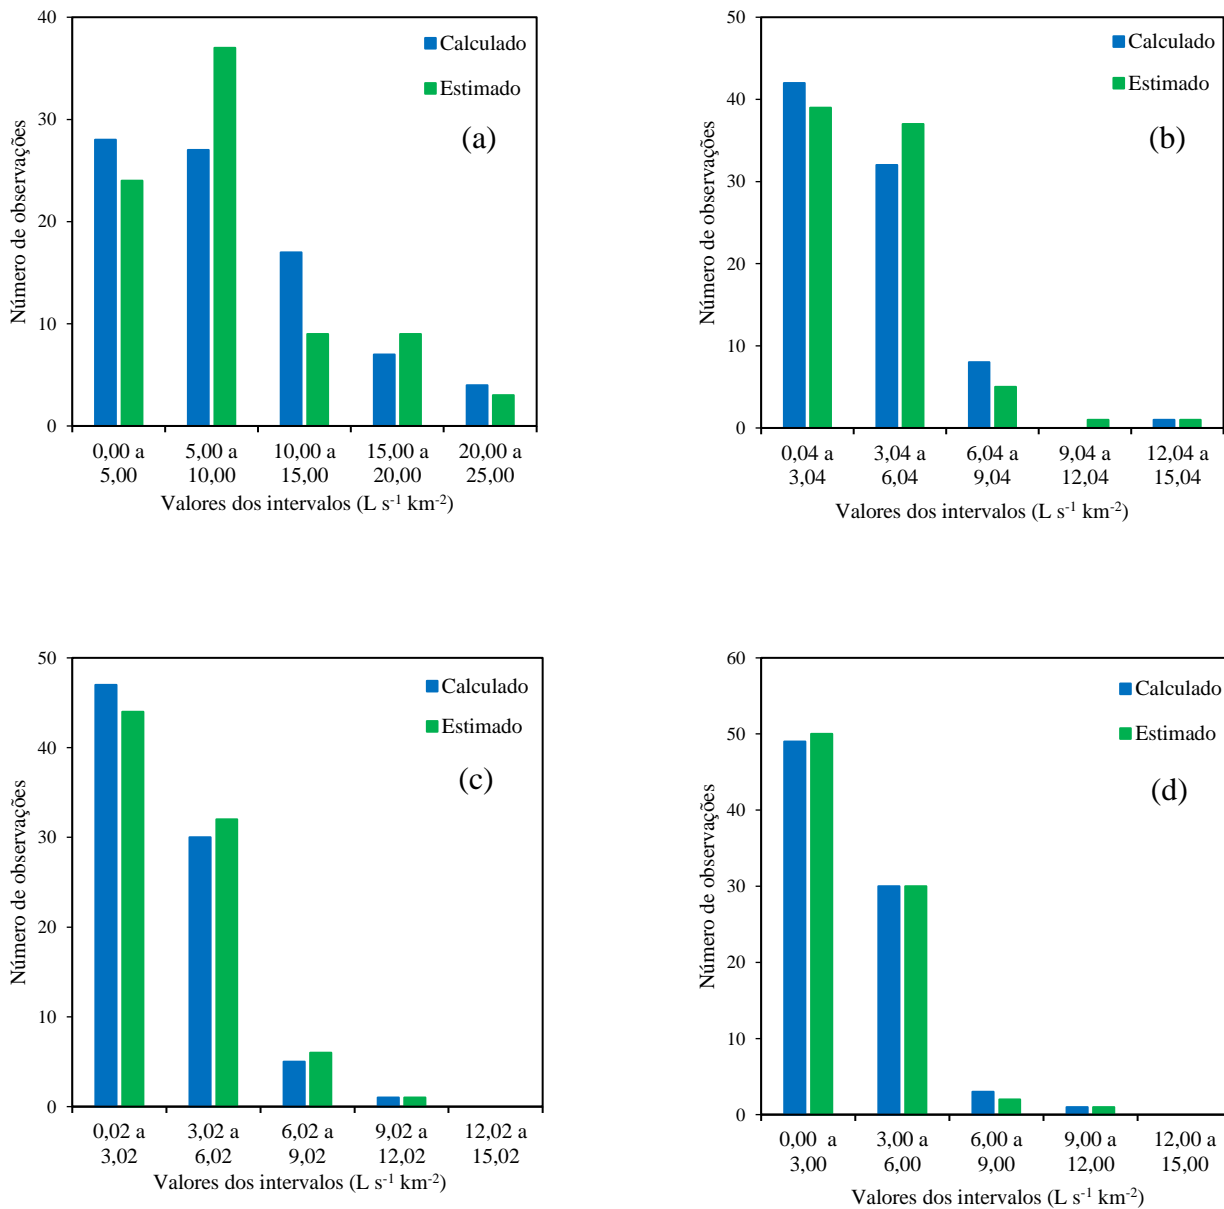 40
30
20
10
0
Número de observações
Calculado
Estimado
(a)
0,00 a 5,00 a 10,00 a 15,00 a 20,00 a
5,00 10,00 15,00 20,00 25,00
Valores dos intervalos (L s⁻¹ km⁻²)
50
40
30
20
10
0
Número de observações
Calculado
Estimado
(b)
0,04 a 3,04 a 6,04 a 9,04 a 12,04 a
3,04 6,04 9,04 12,04 15,04
Valores dos intervalos (L s⁻¹ km⁻²)
50
40
30
20
10
0
Número de observações
Calculado
Estimado
(c)
0,02 a 3,02 a 6,02 a 9,02 a 12,02 a
3,02 6,02 9,02 12,02 15,02
Valores dos intervalos (L s⁻¹ km⁻²)
60
50
40
30
20
10
0
Número de observações
Calculado
Estimado
(d)
0,00 a 3,00 a 6,00 a 9,00 a 12,00 a
3,00 6,00 9,00 12,00 15,00
Valores dos intervalos (L s⁻¹ km⁻²)